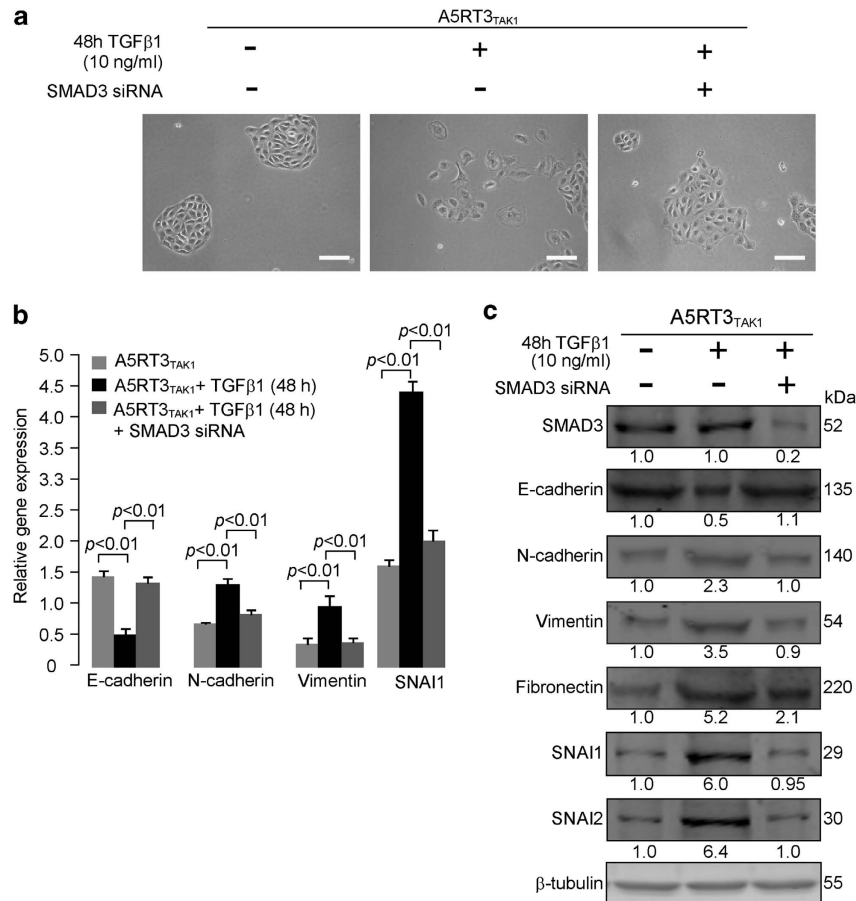 a
A5RT3TAK1
48h TGFβ1
(10 ng/ml)
- + +
SMAD3 siRNA
- - +
b
Relative gene expression
5.0
4.5
4.0
3.5
3.3
2.5
2.0
1.5
1.0
0.5
0
A5RT3TAK1
A5RT3TAK1+ TGFβ1 (48 h)
A5RT3TAK1+ TGFβ1 (48 h)
+ SMAD3 siRNA
p<0.01
p<0.01
p<0.01
p<0.01
p<0.01
p<0.01
p<0.01
p<0.01
E-cadherin N-cadherin Vimentin SNAI1
c
A5RT3TAK1
48h TGFβ1
(10 ng/ml)
- + +
SMAD3 siRNA
- - +
kDa
SMAD3 52
1.0 1.0 0.2
E-cadherin 135
1.0 0.5 1.1
N-cadherin 140
1.0 2.3 1.0
Vimentin 54
1.0 3.5 0.9
Fibronectin 220
1.0 5.2 2.1
SNAI1 29
1.0 6.0 0.95
SNAI2 30
1.0 6.4 1.0
β-tubulin 55